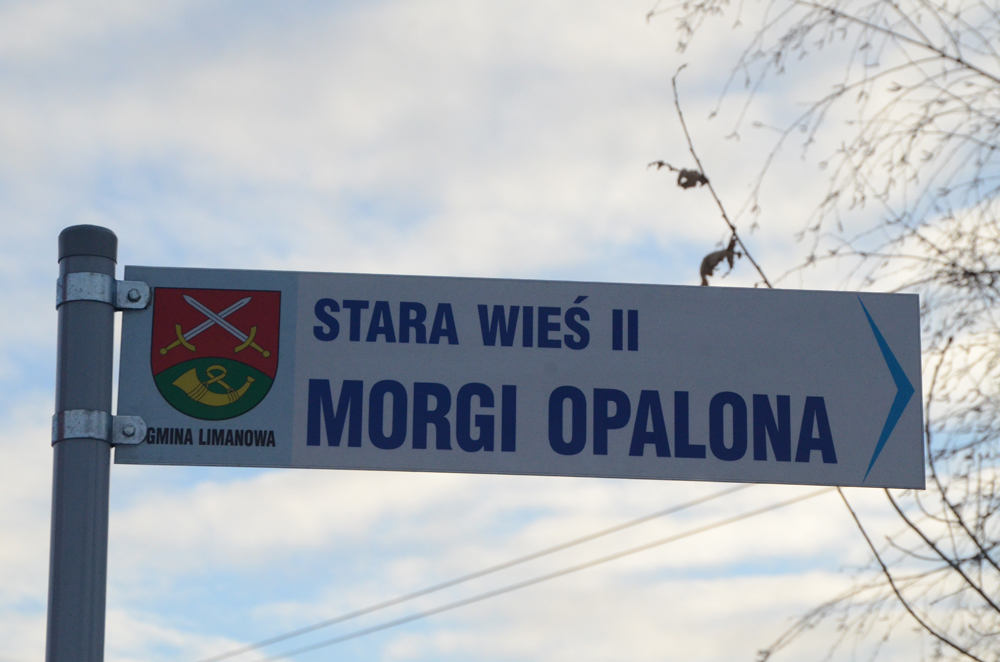 STARA WIEŚ II
MORGI OPALONA
GMINA LIMANOWA